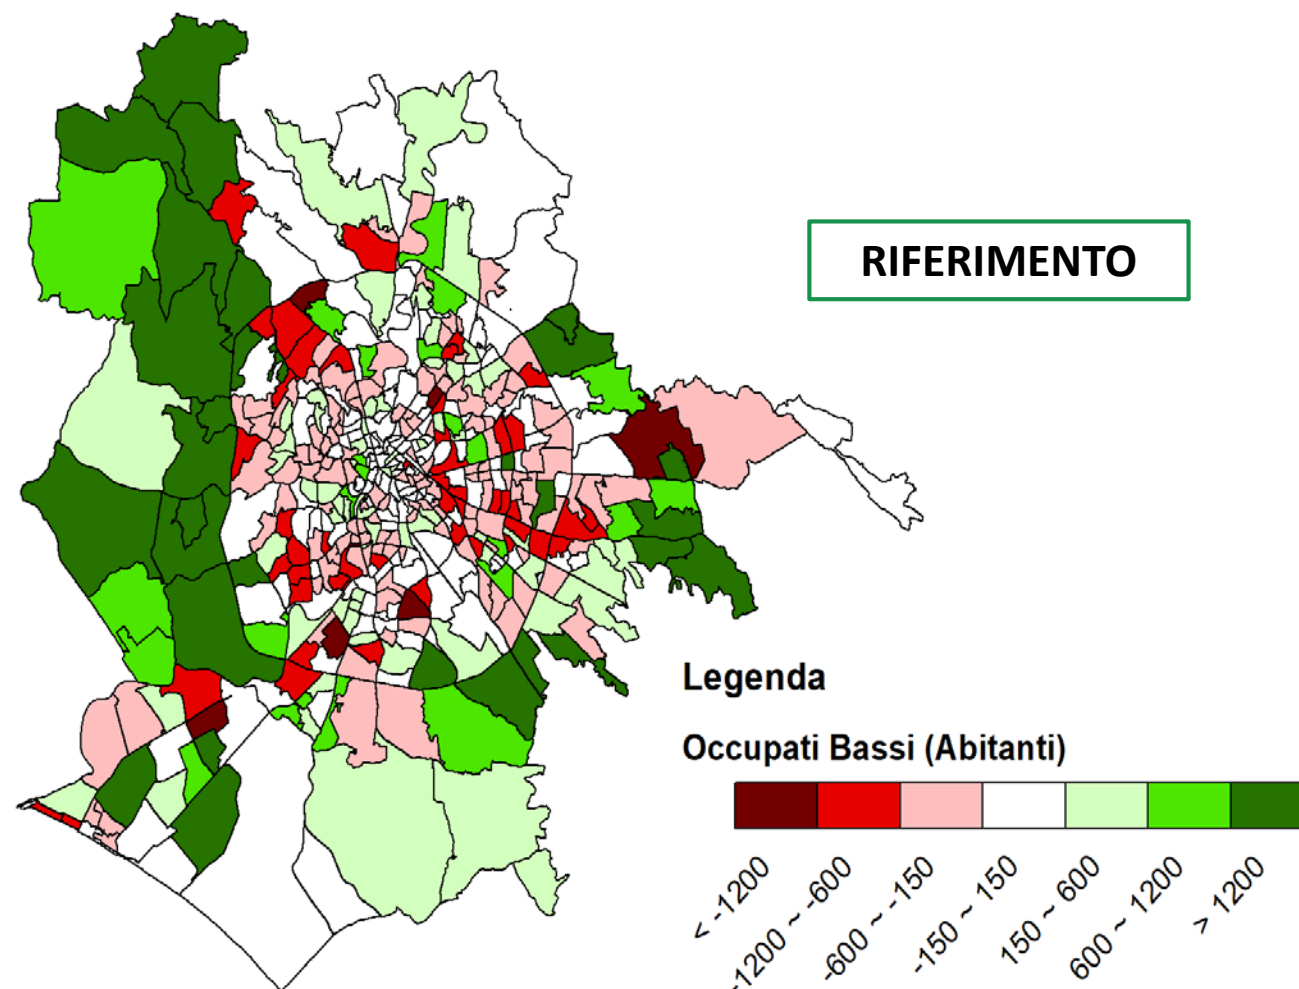 RIFERIMENTO
Legenda
Occupati Bassi (Abitanti)
< -1200
-1200 ~ -600
-600 ~ -150
-150 ~ 150
150 ~ 600
600 ~ 1200
> 1200